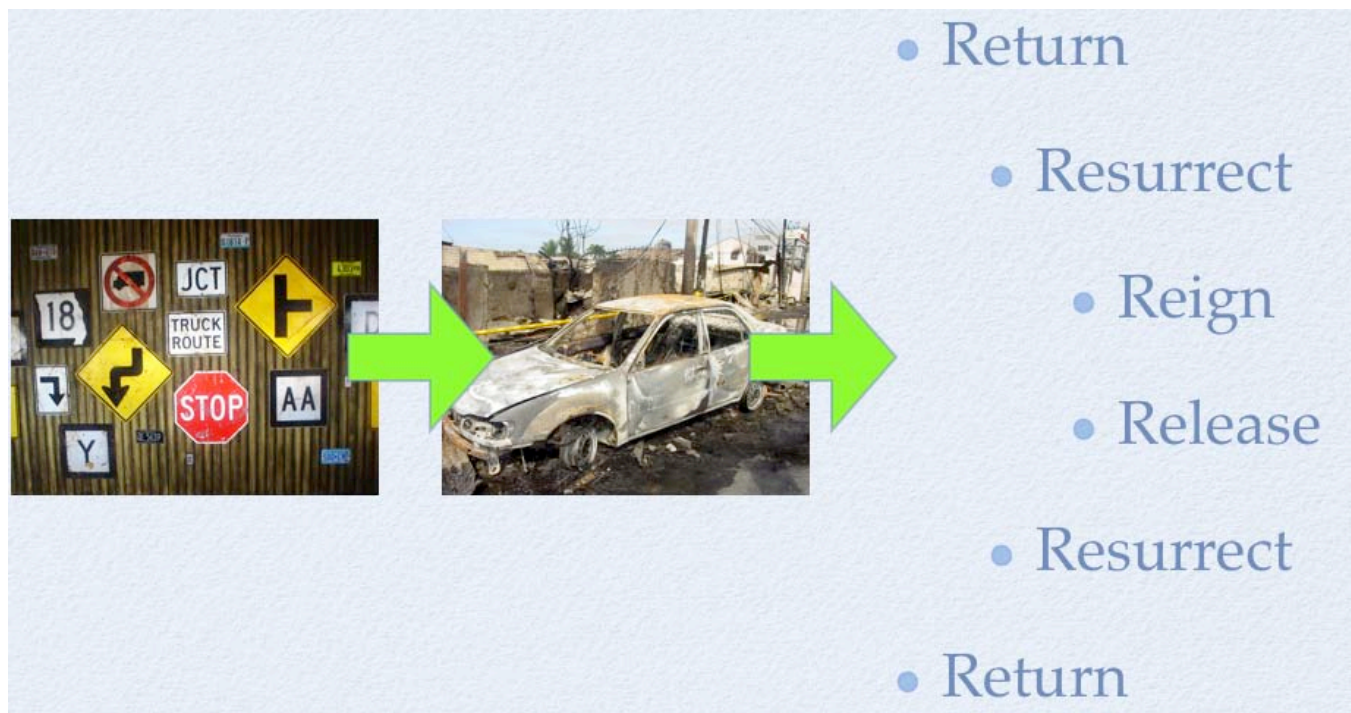 Return
Resurrect
Reign
Release
Resurrect
Return
JCT
18
TRUCK
ROUTE
STOP
AA
Y